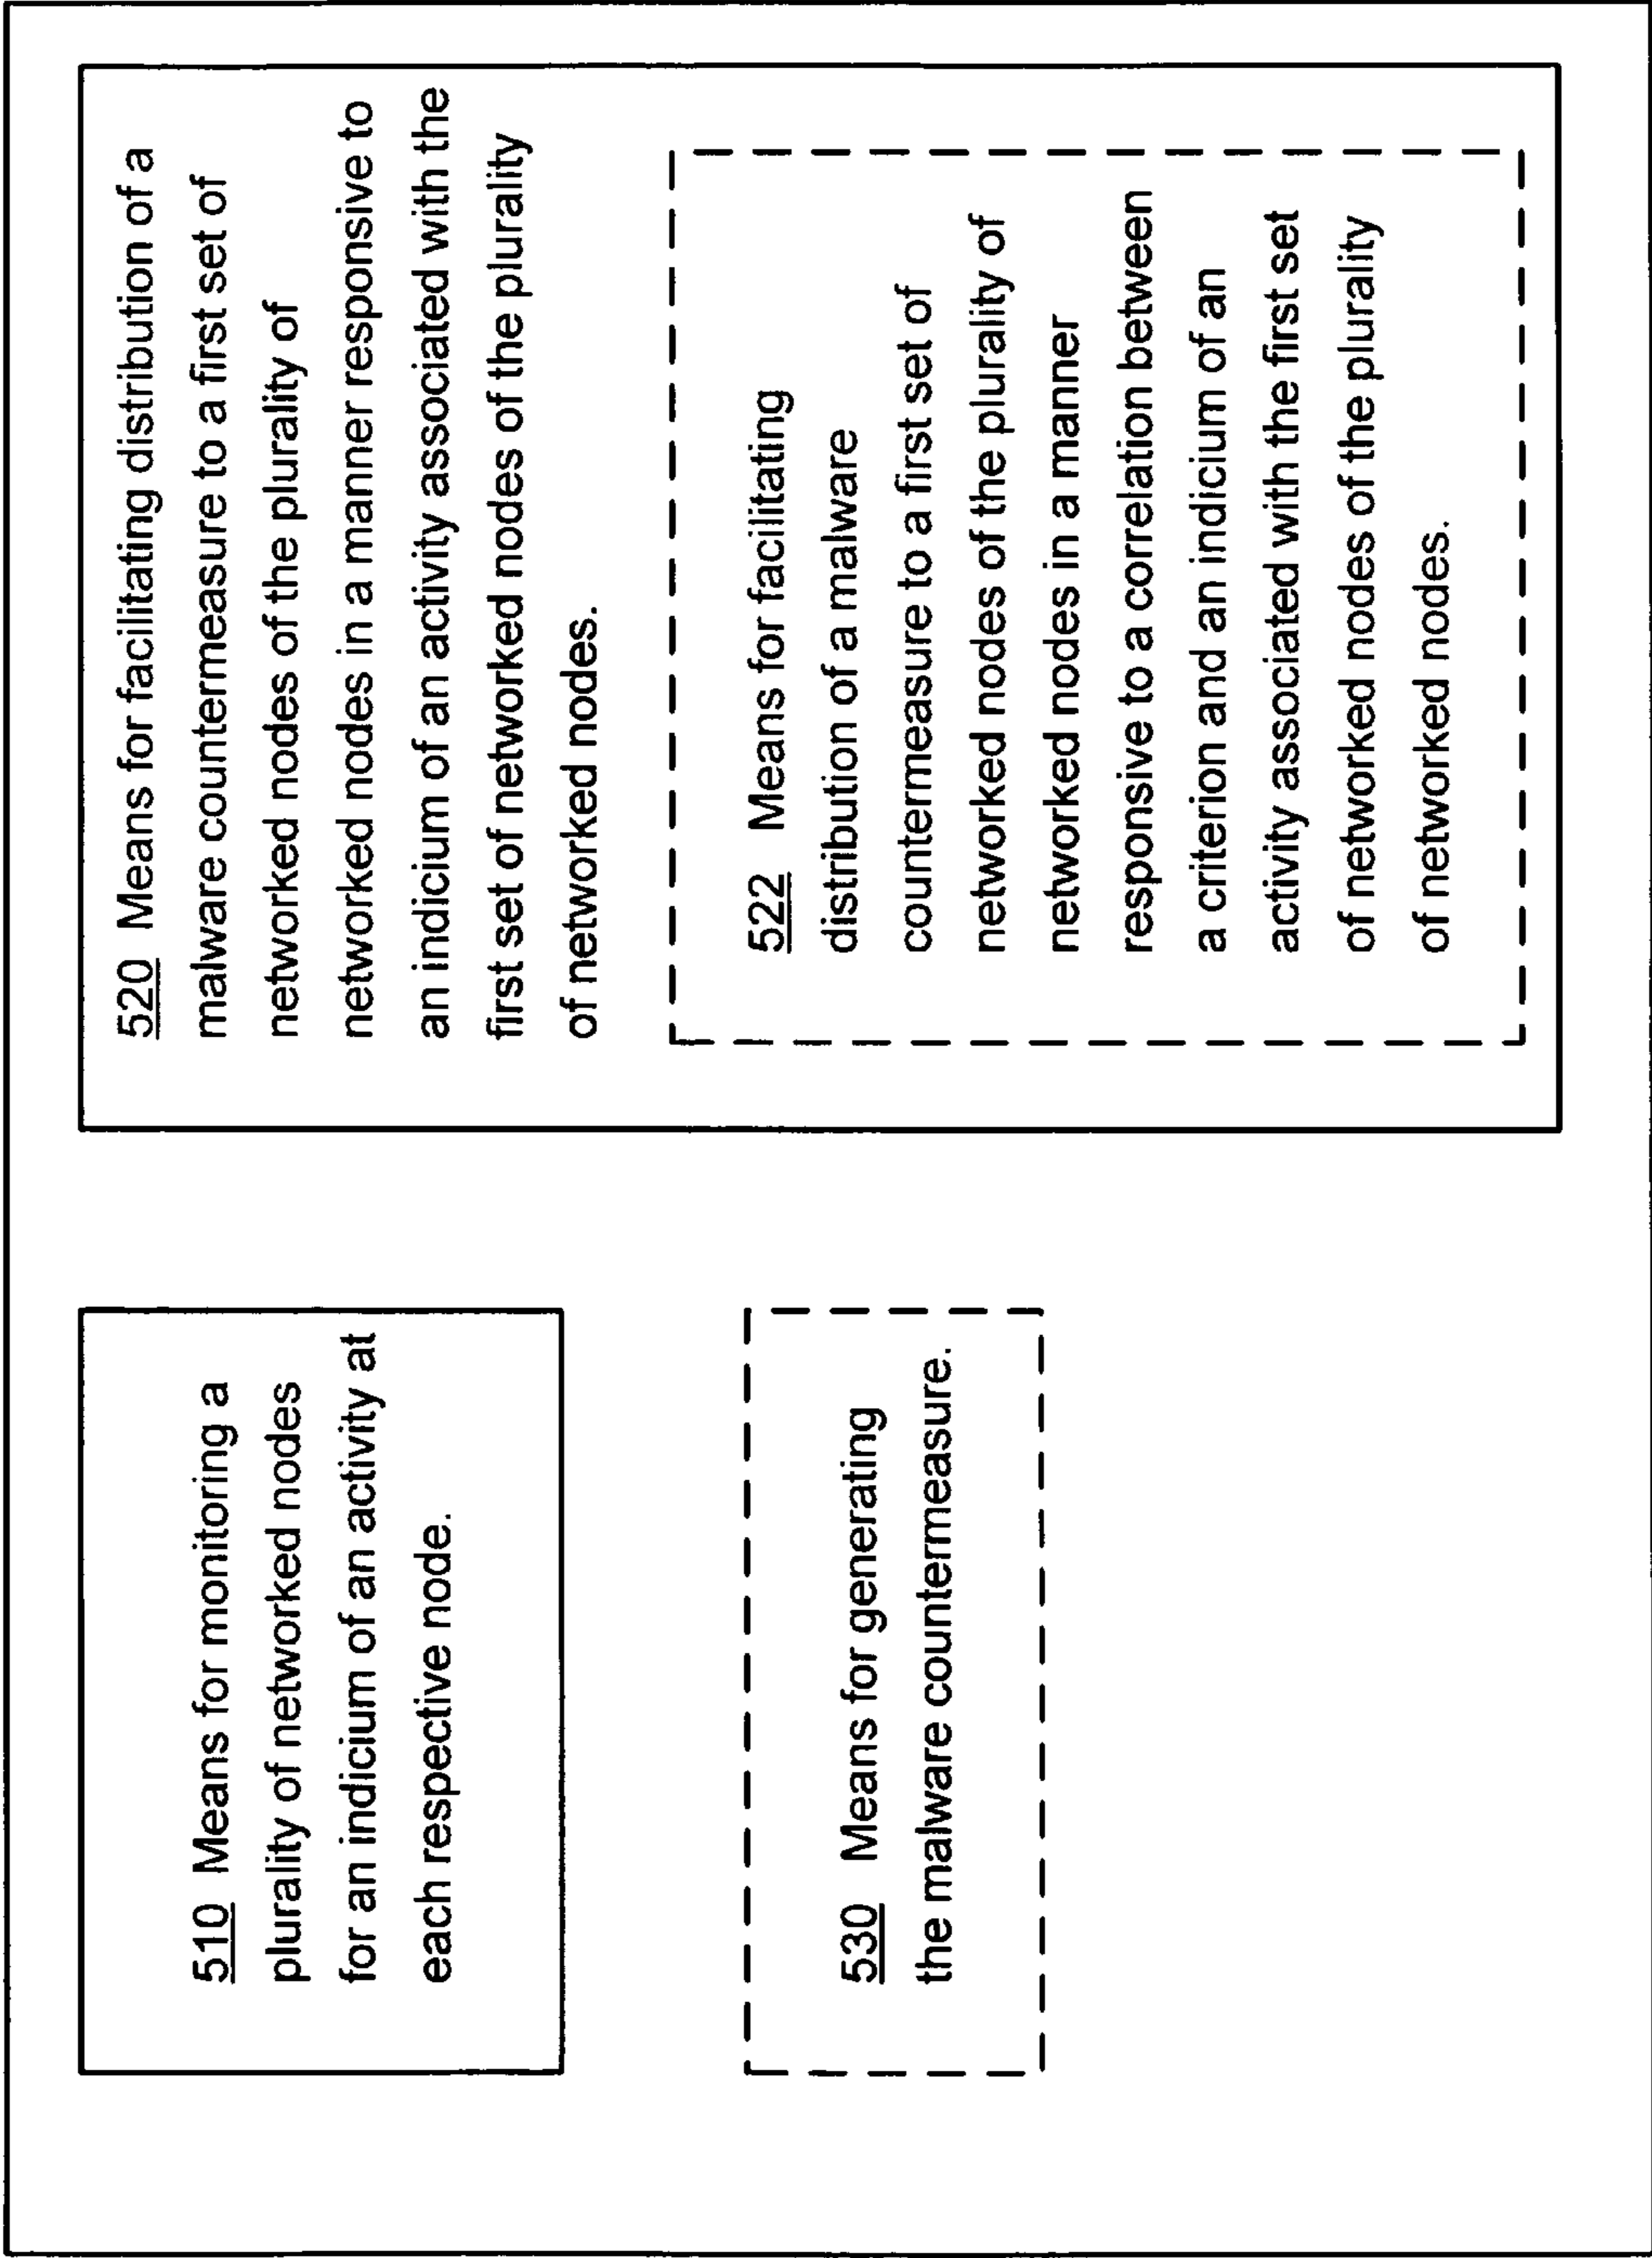 510 Means for monitoring a
plurality of networked nodes
for an indicium of an activity at
each respective node.
530 Means for generating
the malware countermeasure.
520 Means for facilitating distribution of a
malware countermeasure to a first set of
networked nodes of the plurality of
networked nodes in a manner responsive to
an indicium of an activity associated with the
first set of networked nodes of the plurality
of networked nodes.
522 Means for facilitating
distribution of a malware
countermeasure to a first set of
networked nodes of the plurality of
networked nodes in a manner
responsive to a correlation between
a criterion and an indicium of an
activity associated with the first set
of networked nodes of the plurality
of networked nodes.